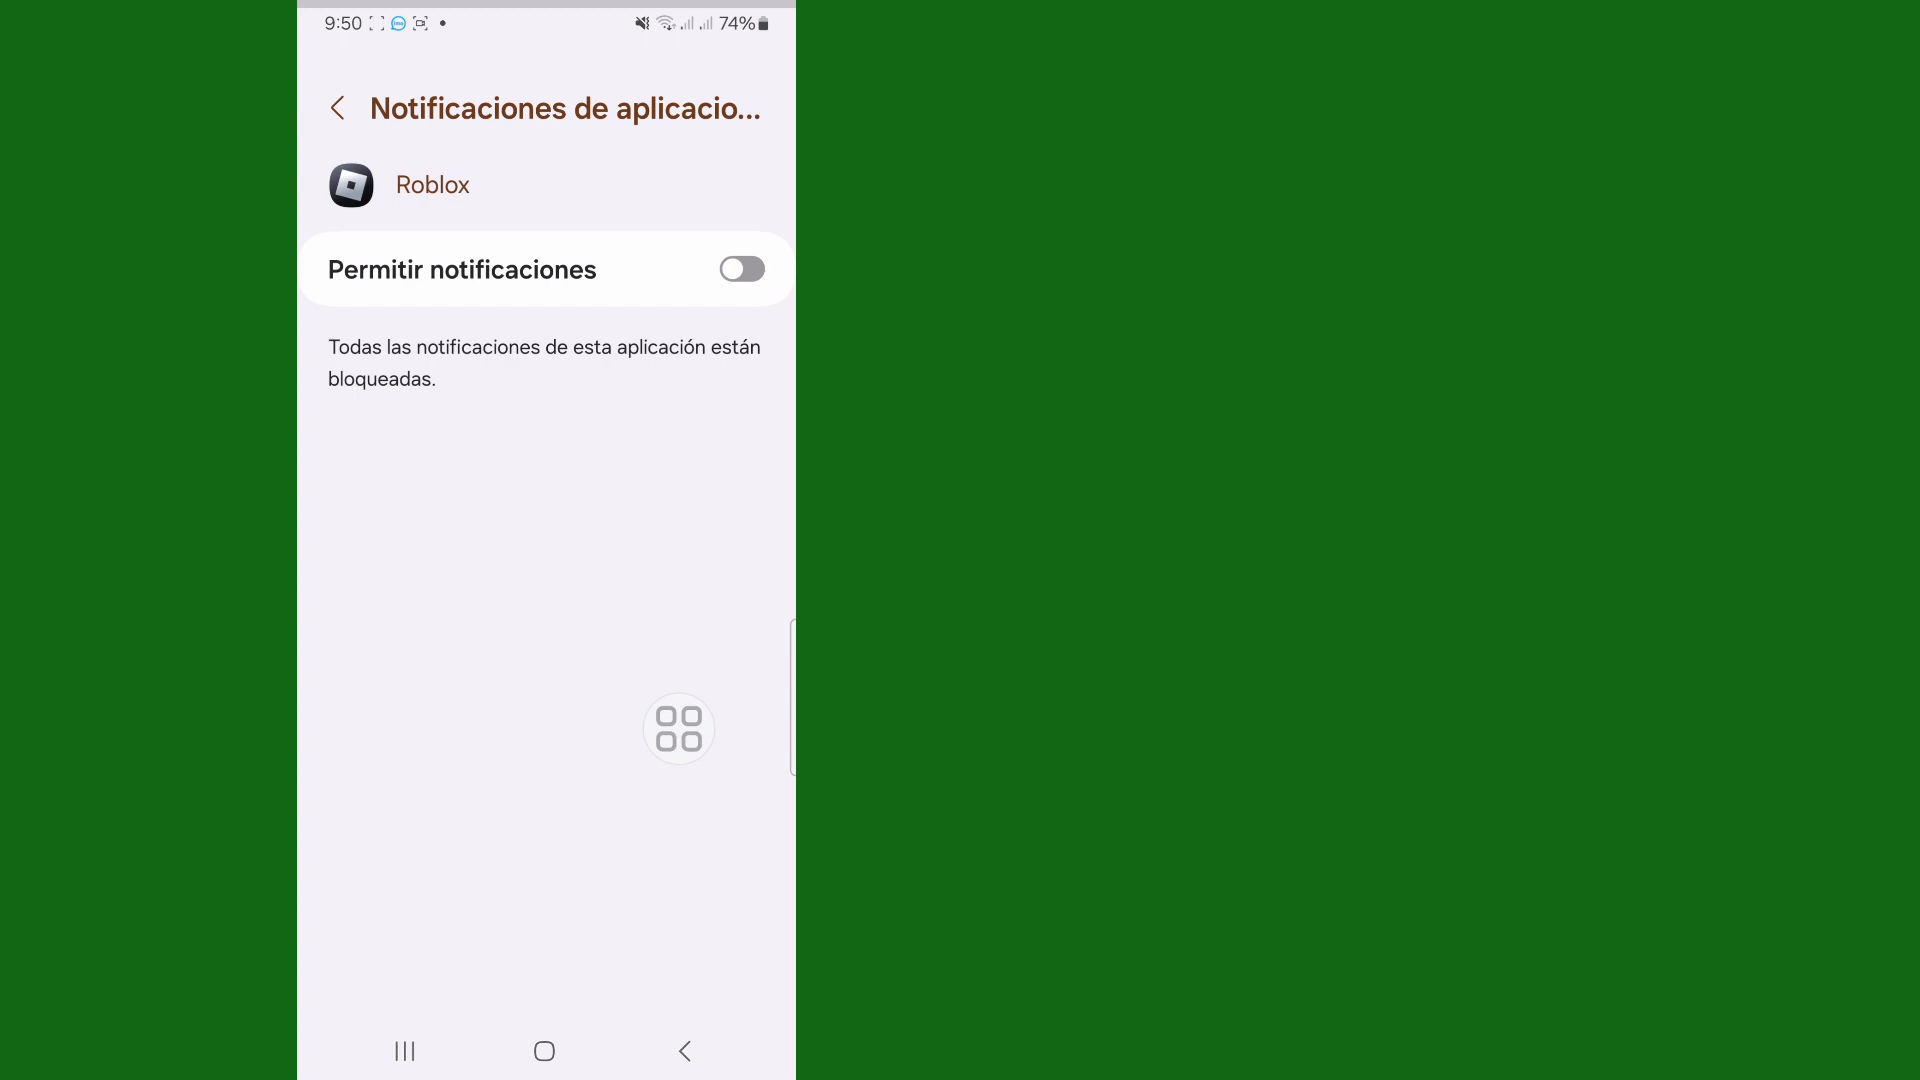 9:50
74%
Notificaciones de aplicacio...
Roblox
Permitir notificaciones
Todas las notificaciones de esta aplicación están
bloqueadas.